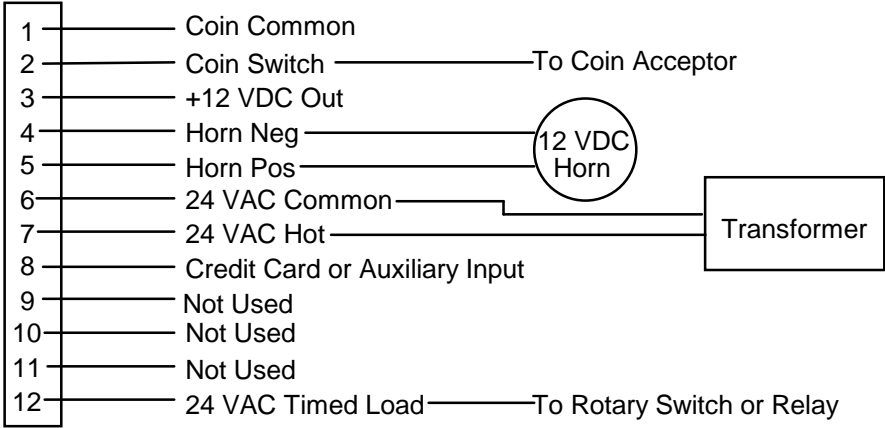 1 Coin Common
2 Coin Switch To Coin Acceptor
3 +12 VDC Out
4 Horn Neg 12 VDC
5 Horn Pos Horn
6 24 VAC Common
7 24 VAC Hot Transformer
8 Credit Card or Auxiliary Input
9 Not Used
10 Not Used
11 Not Used
12 24 VAC Timed Load To Rotary Switch or Relay